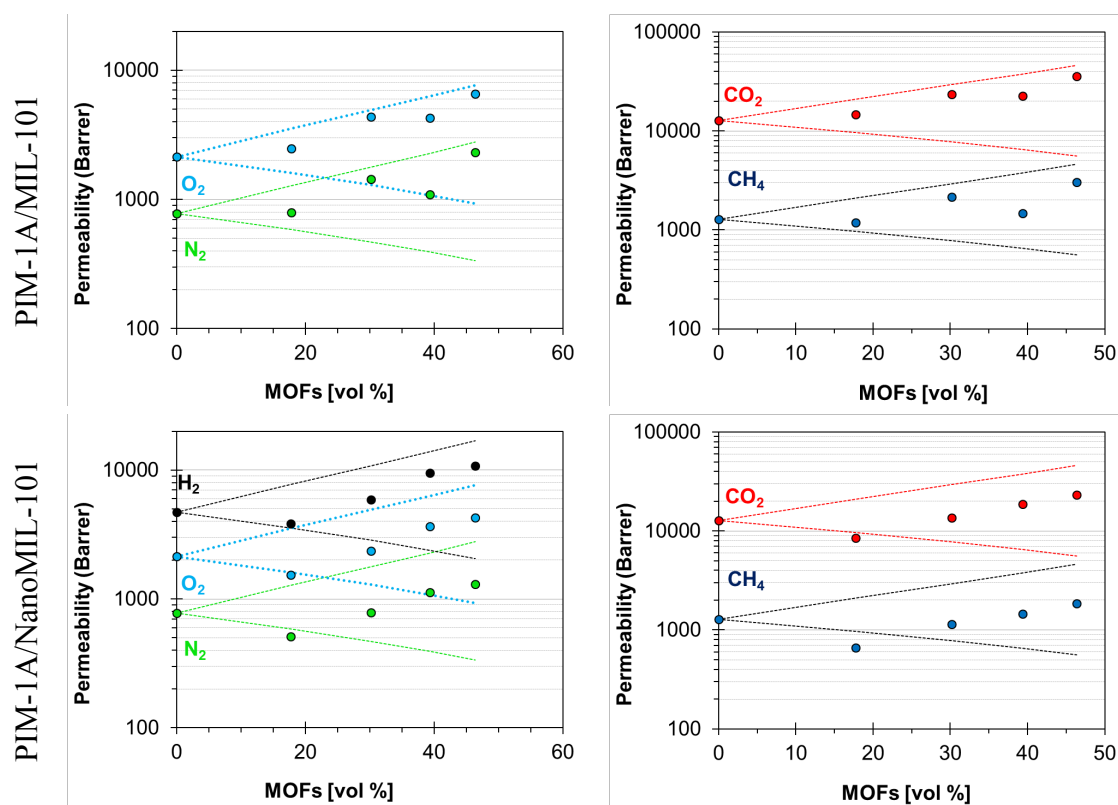 PIM-1A/MIL-101
Permeability (Barrer)
10000
1000
100
O₂
N₂
0 20 40 60
MOFs [vol %]
Permeability (Barrer)
100000
10000
1000
100
CO₂
CH₄
0 10 20 30 40 50
MOFs [vol %]
PIM-1A/NanoMIL-101
Permeability (Barrer)
10000
1000
100
H₂
O₂
N₂
0 20 40 60
MOFs [vol %]
Permeability (Barrer)
100000
10000
1000
100
CO₂
CH₄
0 10 20 30 40 50
MOFs [vol %]